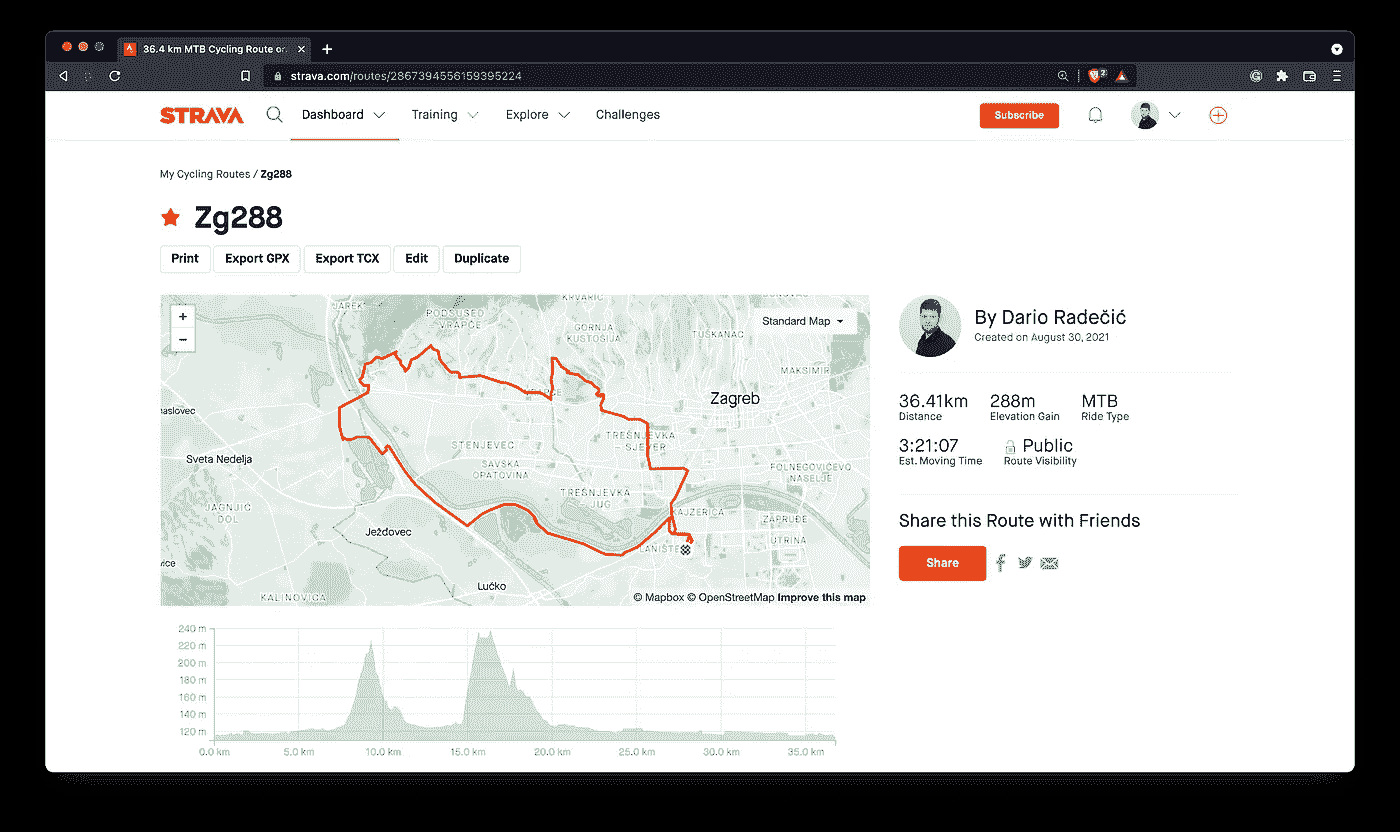 36.4 km MTB Cycling Route or
strava.com/routes/2867394556159395224
2
STRAVA
Dashboard
Training
Explore
Challenges
Subscribe
My Cycling Routes / Zg288
Zg288
Print
Export GPX
Export TCX
Edit
Duplicate
+
−
Standard Map
JAREK
PODSUSED
VRAPČE
KRVARIĆ
GORNJA
KUSTOŠIJA
TUŠKANAC
MAKSIMIR
Zagreb
aslovec
Sveta Nedelja
STENJEVEC
SAVSKA
OPATOVINA
TREŠNJEVKA
SJEVER
FOLNEGOVIĆEVO
NASELJE
JAGNJIĆ
DOL
TREŠNJEVKA
JUG
KAJZERICA
ZAPRUĐE
UTRINA
LANIŠTE
Ježdovec
Lučko
KALINOVICA
© Mapbox © OpenStreetMap Improve this map
By Dario Radečić
Created on August 30, 2021
36.41km
Distance
288m
Elevation Gain
MTB
Ride Type
3:21:07
Est. Moving Time
Public
Route Visibility
Share this Route with Friends
Share
240 m
220 m
200 m
180 m
160 m
140 m
120 m
0.0 km
5.0 km
10.0 km
15.0 km
20.0 km
25.0 km
30.0 km
35.0 km